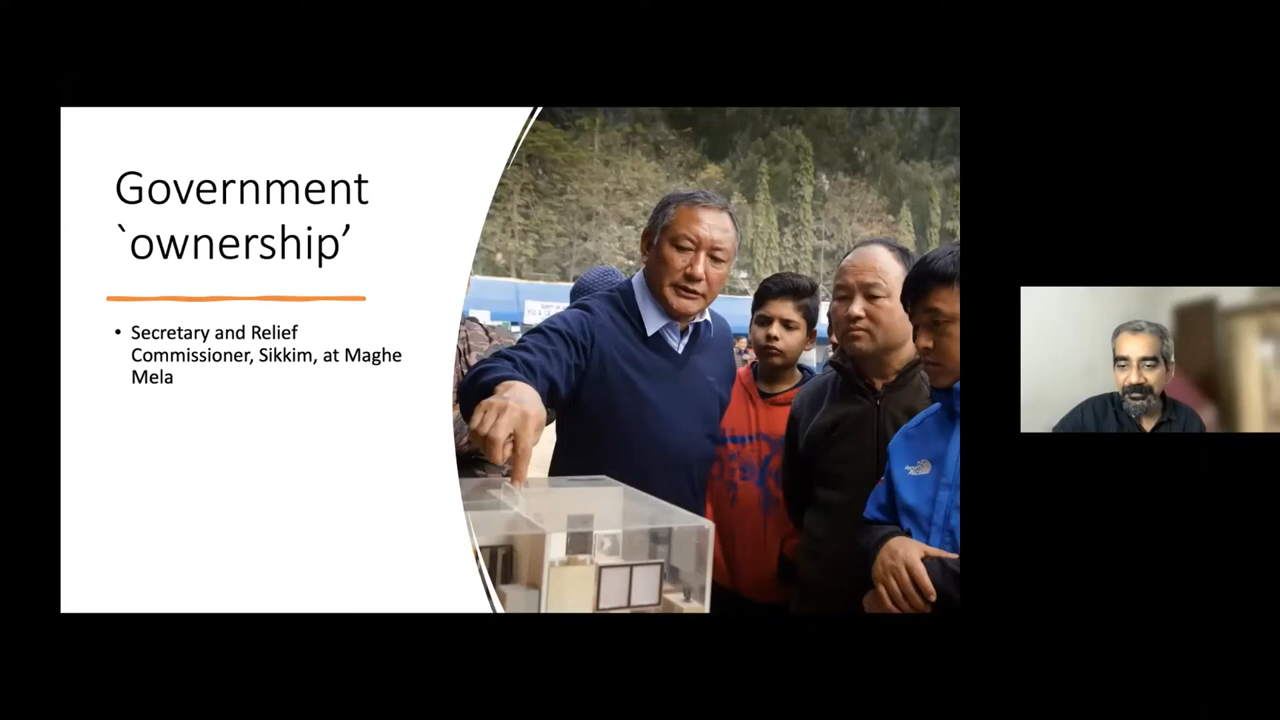 Government
`ownership’
• Secretary and Relief
Commissioner, Sikkim, at Maghe
Mela